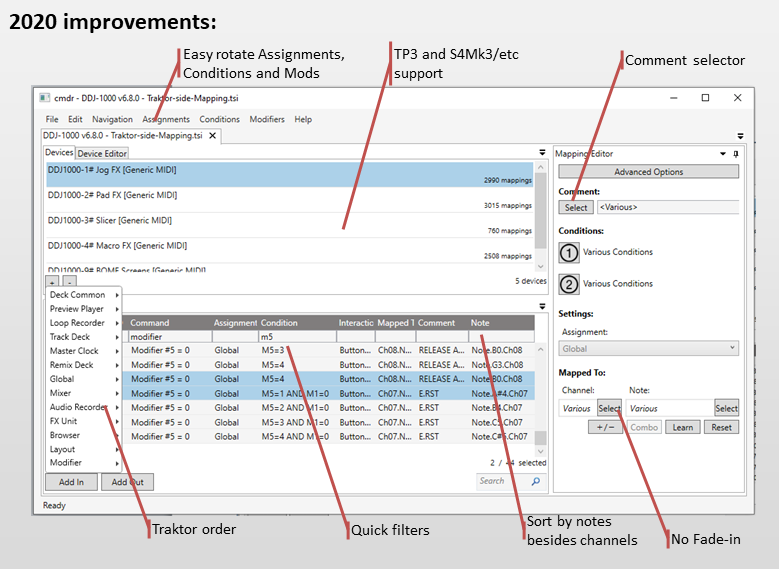 2020 improvements:
Easy rotate Assignments,
Conditions and Mods
TP3 and S4Mk3/etc
support
Comment selector
cmdr - DDJ-1000 v6.8.0 - Traktor-side-Mapping.tsi
File Edit Navigation Assignments Conditions Modifiers Help
DDJ-1000 v6.8.0 - Traktor-side-Mapping.tsi
Devices Device Editor
DDJ1000-1# Jog FX [Generic MIDI]
2990 mappings
DDJ1000-2# Pad FX [Generic MIDI]
3015 mappings
DDJ1000-3# Slicer [Generic MIDI]
760 mappings
DDJ1000-4# Macro FX [Generic MIDI]
2508 mappings
DDJ1000-9# BOME Screens [Generic MIDI]
+ -
5 devices
Mapping Editor
Advanced Options
Comment:
Select <Various>
Conditions:
1 Various Conditions
2 Various Conditions
Settings:
Assignment:
Global
Mapped To:
Channel: Note:
Various Select Various Select
+/− Combo Learn Reset
Deck Common
Preview Player
Loop Recorder
Track Deck
Master Clock
Remix Deck
Global
Mixer
Audio Recorder
FX Unit
Browser
Layout
Modifier
Command Assignment Condition Interactic Mapped T Comment Note
modifier m5
Modifier #5 = 0 Global M5=3 Button... Ch08.N... RELEASE A... Note.B0.Ch08
Modifier #5 = 0 Global M5=4 Button... Ch08.N... RELEASE A... Note.G3.Ch08
Modifier #5 = 0 Global M5=4 Button... Ch08.N... RELEASE A... Note.B0.Ch08
Modifier #5 = 0 Global M5=1 AND M1=0 Button... Ch07.N... E.RST Note.A#4.Ch07
Modifier #5 = 0 Global M5=2 AND M1=0 Button... Ch07.N... E.RST Note.B4.Ch07
Modifier #5 = 0 Global M5=3 AND M1=0 Button... Ch07.N... E.RST Note.C5.Ch07
Modifier #5 = 0 Global M5=4 AND M1=0 Button... Ch07.N... E.RST Note.C#5.Ch07
2 / 44 selected
Add In Add Out
Search
Ready
Traktor order
Quick filters
Sort by notes
besides channels
No Fade-in